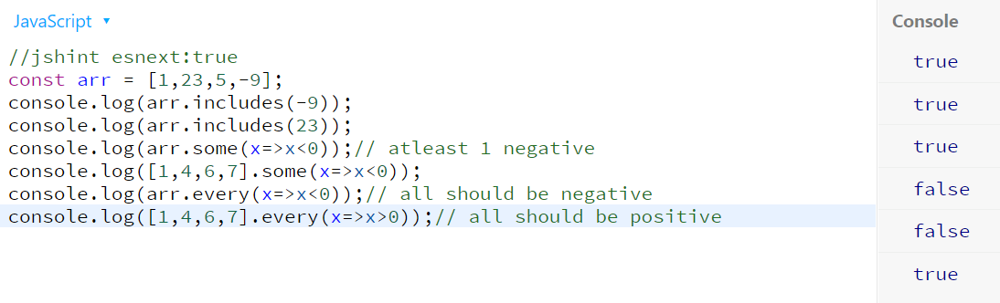 JavaScript
//jshint esnext:true
const arr = [1,23,5,-9];
console.log(arr.includes(-9));
console.log(arr.includes(23));
console.log(arr.some(x=>x<0));// atleast 1 negative
console.log([1,4,6,7].some(x=>x<0));
console.log(arr.every(x=>x<0));// all should be negative
console.log([1,4,6,7].every(x=>x>0));// all should be positive
Console
true
true
true
false
false
true